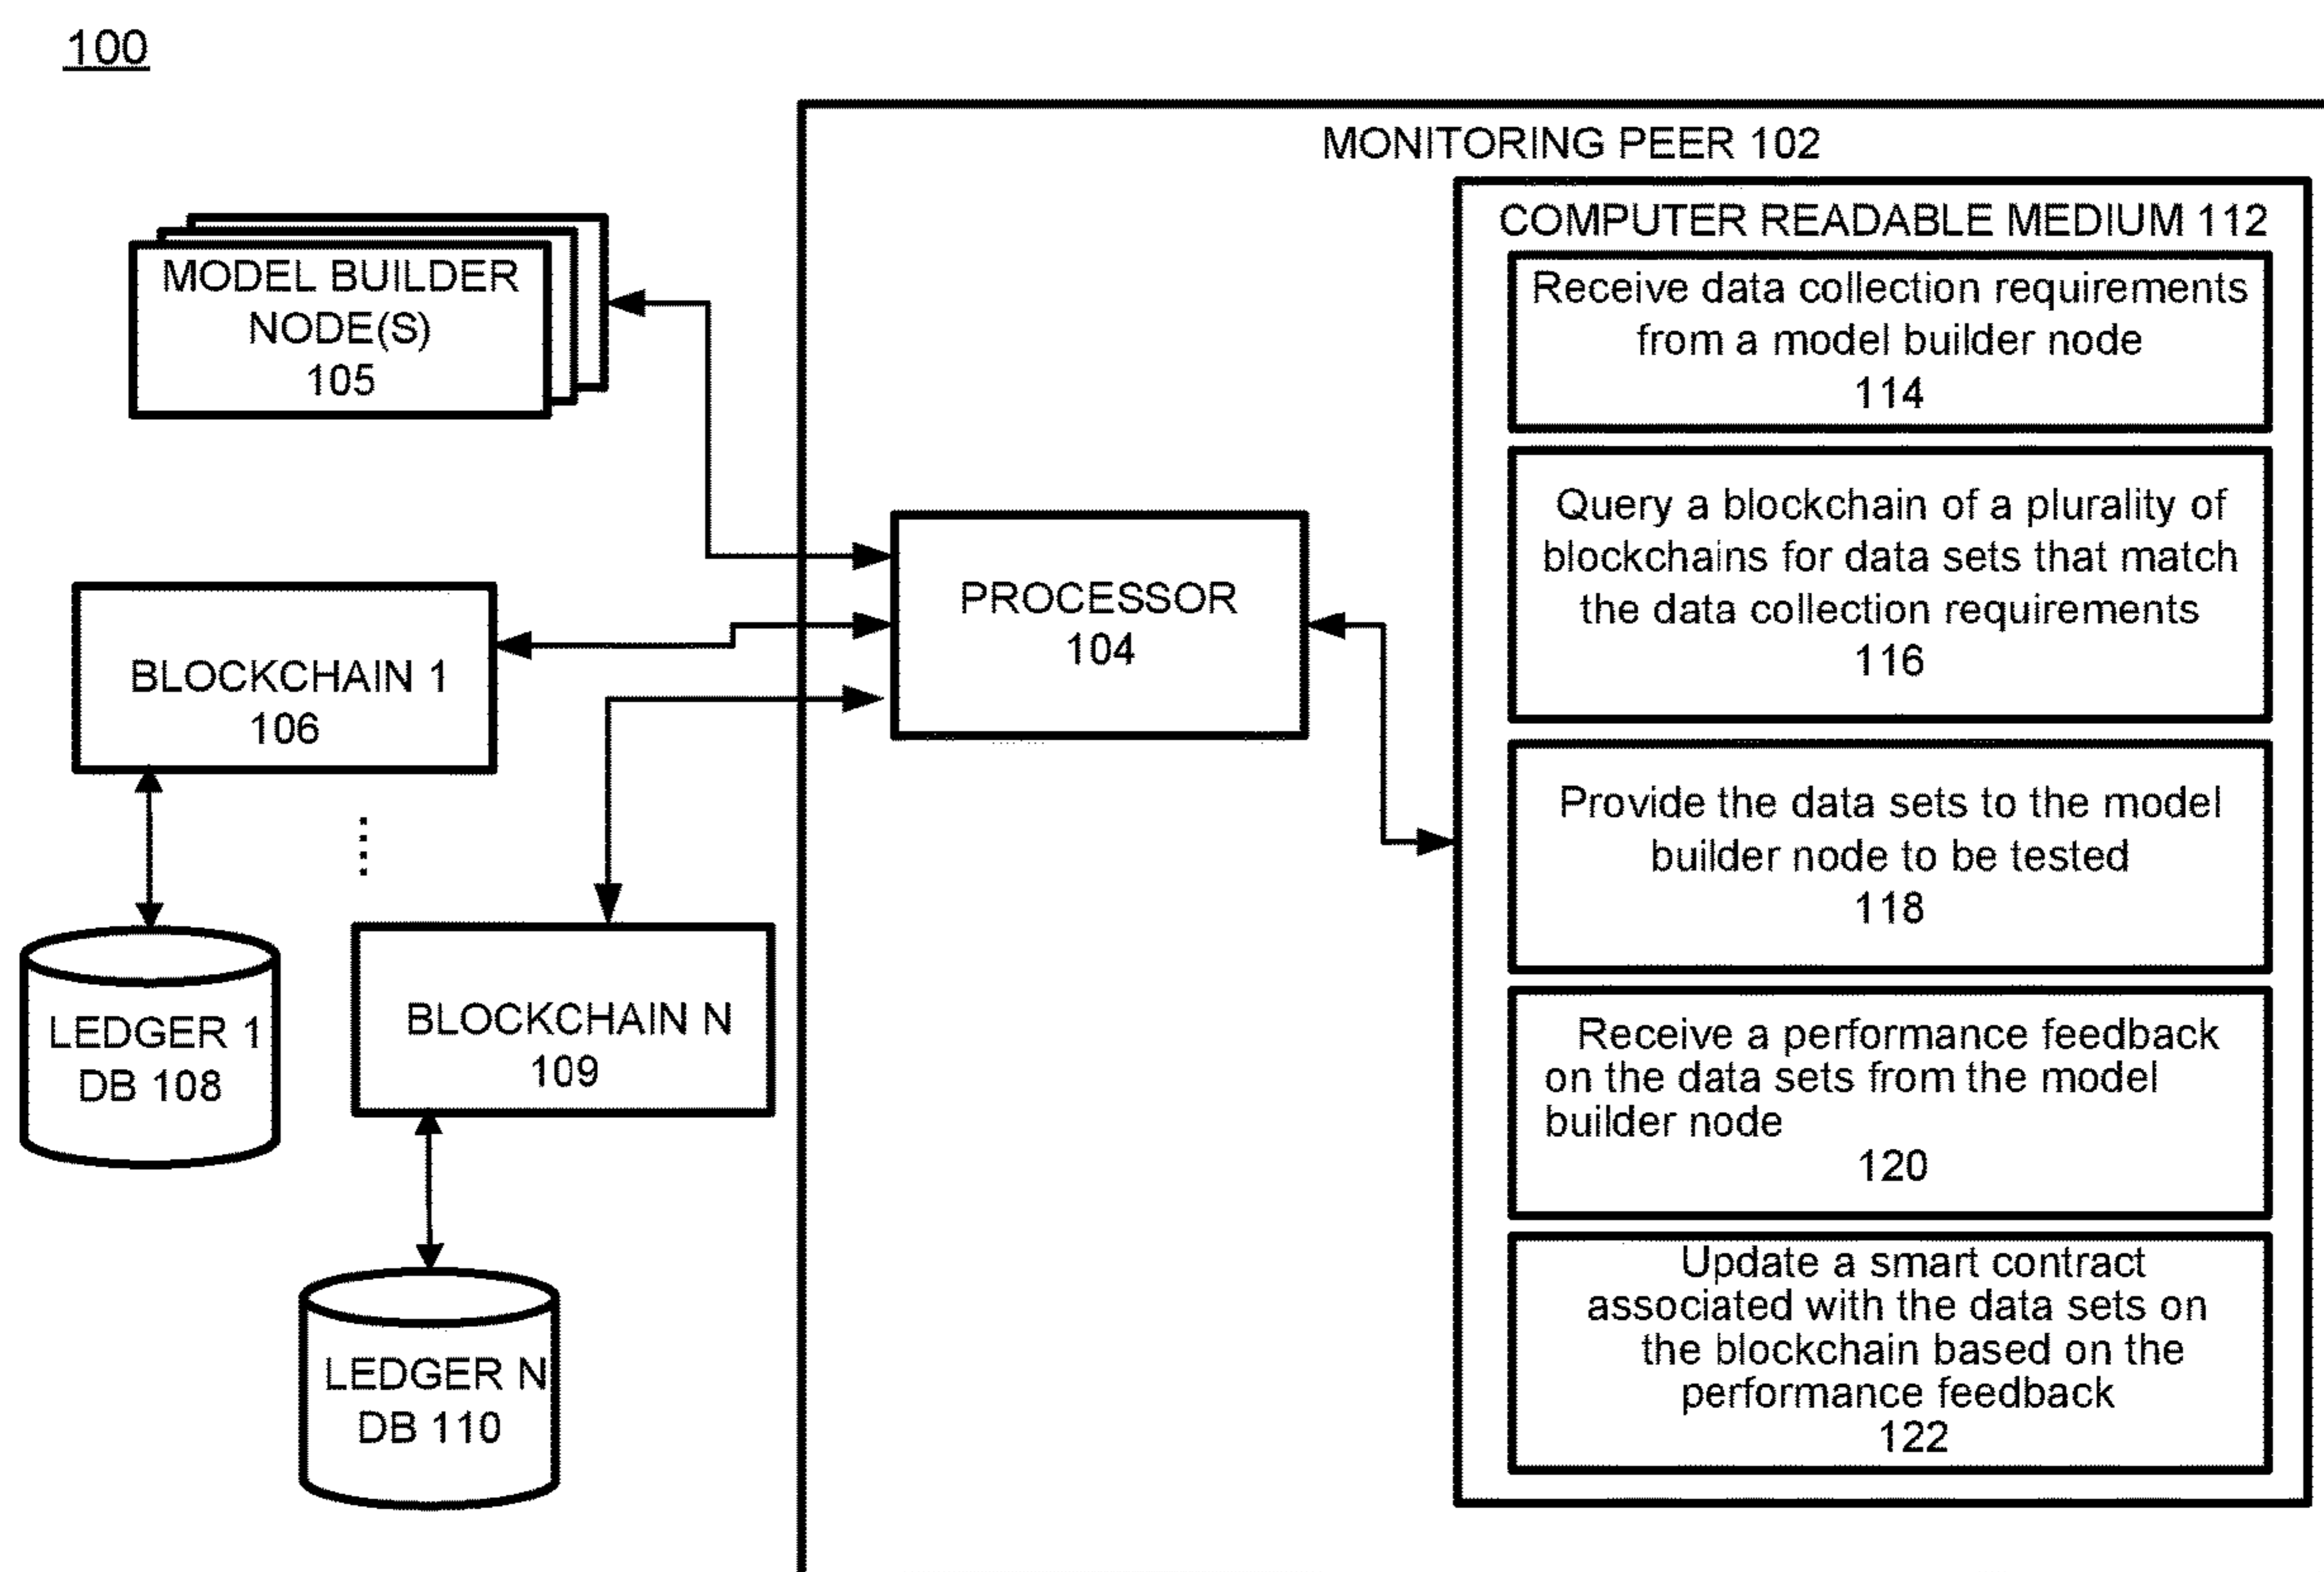 100
MONITORING PEER 102
MODEL BUILDER
NODE(S)
105
BLOCKCHAIN 1
106
LEDGER 1
DB 108
BLOCKCHAIN N
109
LEDGER N
DB 110
PROCESSOR
104
COMPUTER READABLE MEDIUM 112
Receive data collection requirements
from a model builder node
114
Query a blockchain of a plurality of
blockchains for data sets that match
the data collection requirements
116
Provide the data sets to the model
builder node to be tested
118
Receive a performance feedback
on the data sets from the model
builder node
120
Update a smart contract
associated with the data sets on
the blockchain based on the
performance feedback
122